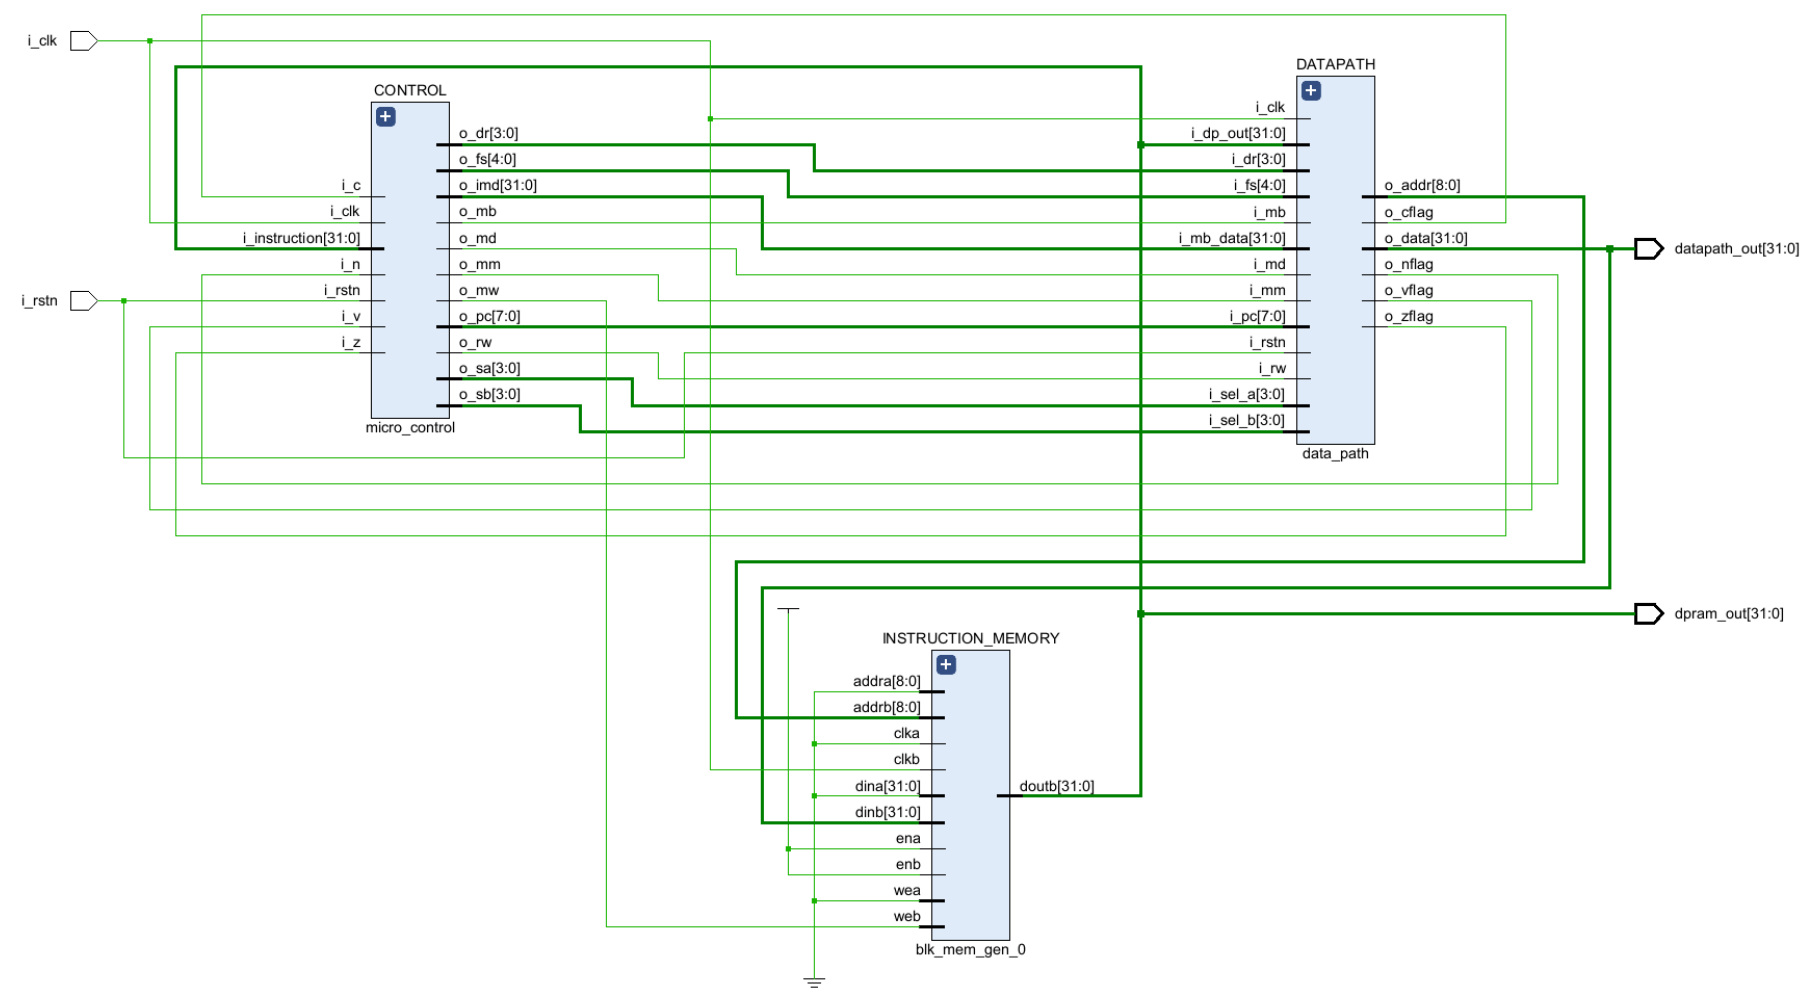 i_clk
i_rstn
CONTROL
i_c
i_clk
i_instruction[31:0]
i_n
i_rstn
i_v
i_z
o_dr[3:0]
o_fs[4:0]
o_imd[31:0]
o_mb
o_md
o_mm
o_mw
o_pc[7:0]
o_rw
o_sa[3:0]
o_sb[3:0]
micro_control
DATAPATH
i_clk
i_dp_out[31:0]
i_dr[3:0]
i_fs[4:0]
i_mb
i_mb_data[31:0]
i_md
i_mm
i_pc[7:0]
i_rstn
i_rw
i_sel_a[3:0]
i_sel_b[3:0]
o_addr[8:0]
o_cflag
o_data[31:0]
o_nflag
o_vflag
o_zflag
data_path
datapath_out[31:0]
dpram_out[31:0]
INSTRUCTION_MEMORY
addra[8:0]
addrb[8:0]
clka
clkb
dina[31:0]
dinb[31:0]
ena
enb
wea
web
doutb[31:0]
blk_mem_gen_0